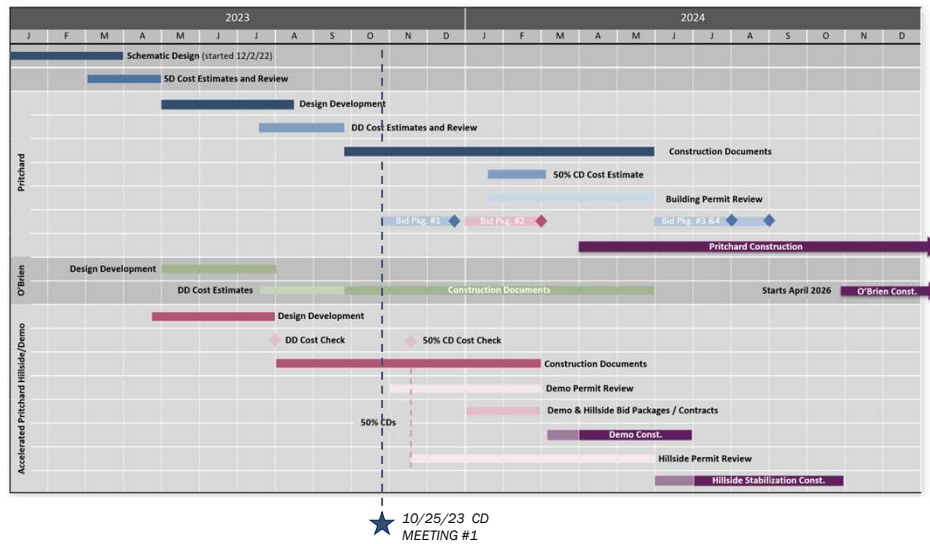 2023 2024
J F M A M J J A S O N D J F M A M J J A S O N D
Schematic Design (started 12/2/22)
SD Cost Estimates and Review
Pritchard
Design Development
DD Cost Estimates and Review
Construction Documents
50% CD Cost Estimate
Building Permit Review
Bid Pkg. #1 Bid Pkg. #2 Bid Pkg. #3 &4
Pritchard Construction
O'Brien
Design Development
DD Cost Estimates Construction Documents Starts April 2026 O'Brien Const.
Accelerated Pritchard Hillside/Demo
Design Development
DD Cost Check 50% CD Cost Check
Construction Documents
Demo Permit Review
Demo & Hillside Bid Packages / Contracts
50% CDs
Demo Const.
Hillside Permit Review
Hillside Stabilization Const.
10/25/23 CD
MEETING #1